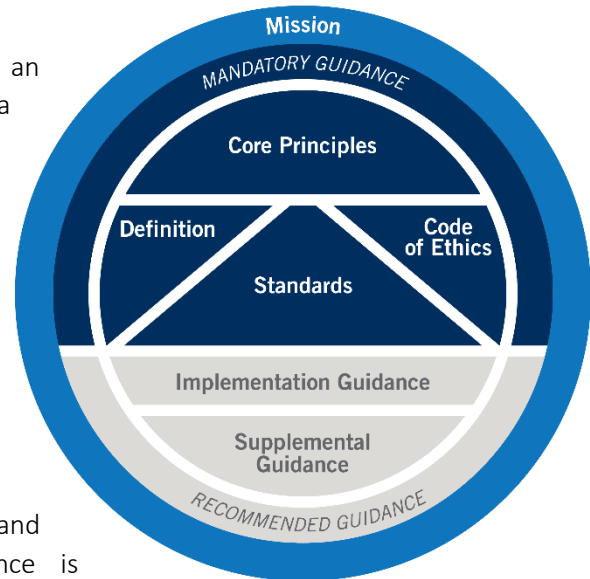 Mission
an
MANDATORY GUIDANCE
a
Core Principles
Definition
Code
of Ethics
Standards
Implementation Guidance
Supplemental
Guidance
RECOMMENDED GUIDANCE
and
nce is